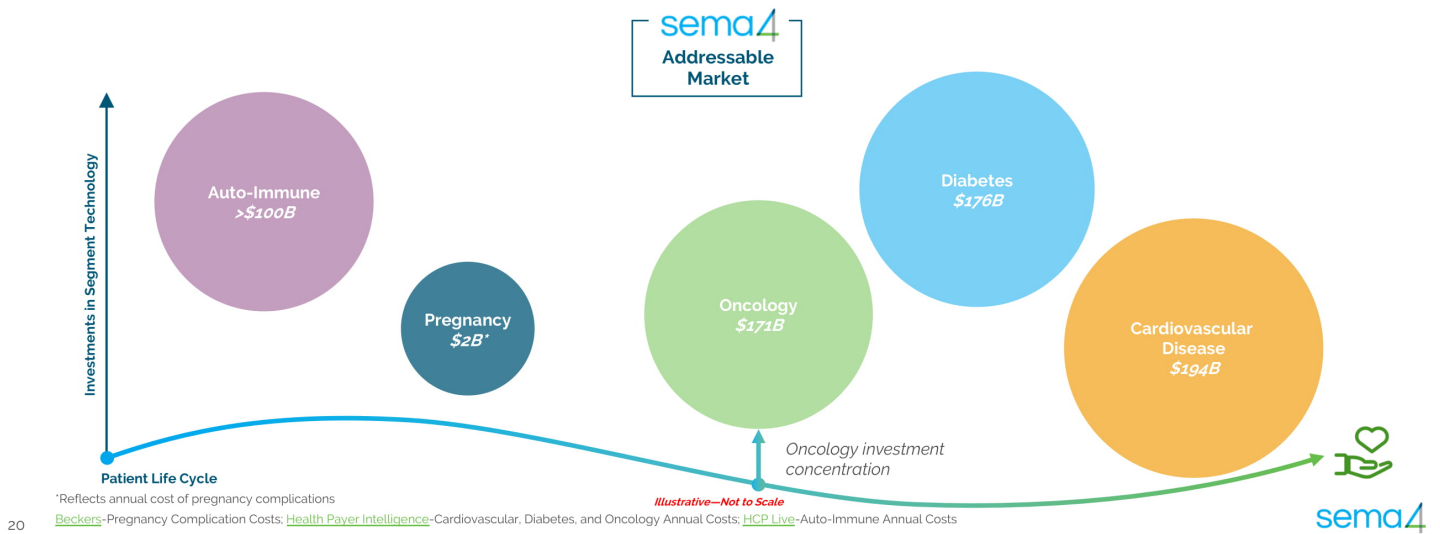 sema4
Addressable
Market
Investments in Segment Technology
Auto-Immune
>$100B
Pregnancy
$2B*
Oncology
$171B
Diabetes
$176B
Cardiovascular
Disease
$194B
Oncology investment
concentration
Patient Life Cycle
*Reflects annual cost of pregnancy complications
Illustrative—Not to Scale
Beckers-Pregnancy Complication Costs; Health Payer Intelligence-Cardiovascular, Diabetes, and Oncology Annual Costs; HCP Live-Auto-Immune Annual Costs
20
sema4